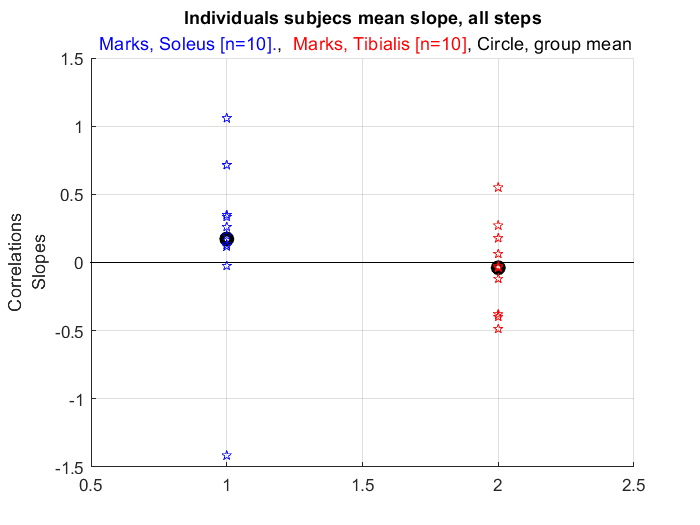 Individuals subjecs mean slope, all steps
Marks, Soleus [n=10]., Marks, Tibialis [n=10], Circle, group mean
1.5
1
0.5
0
-0.5
-1
-1.5
Correlations
Slopes
0.5 1 1.5 2 2.5